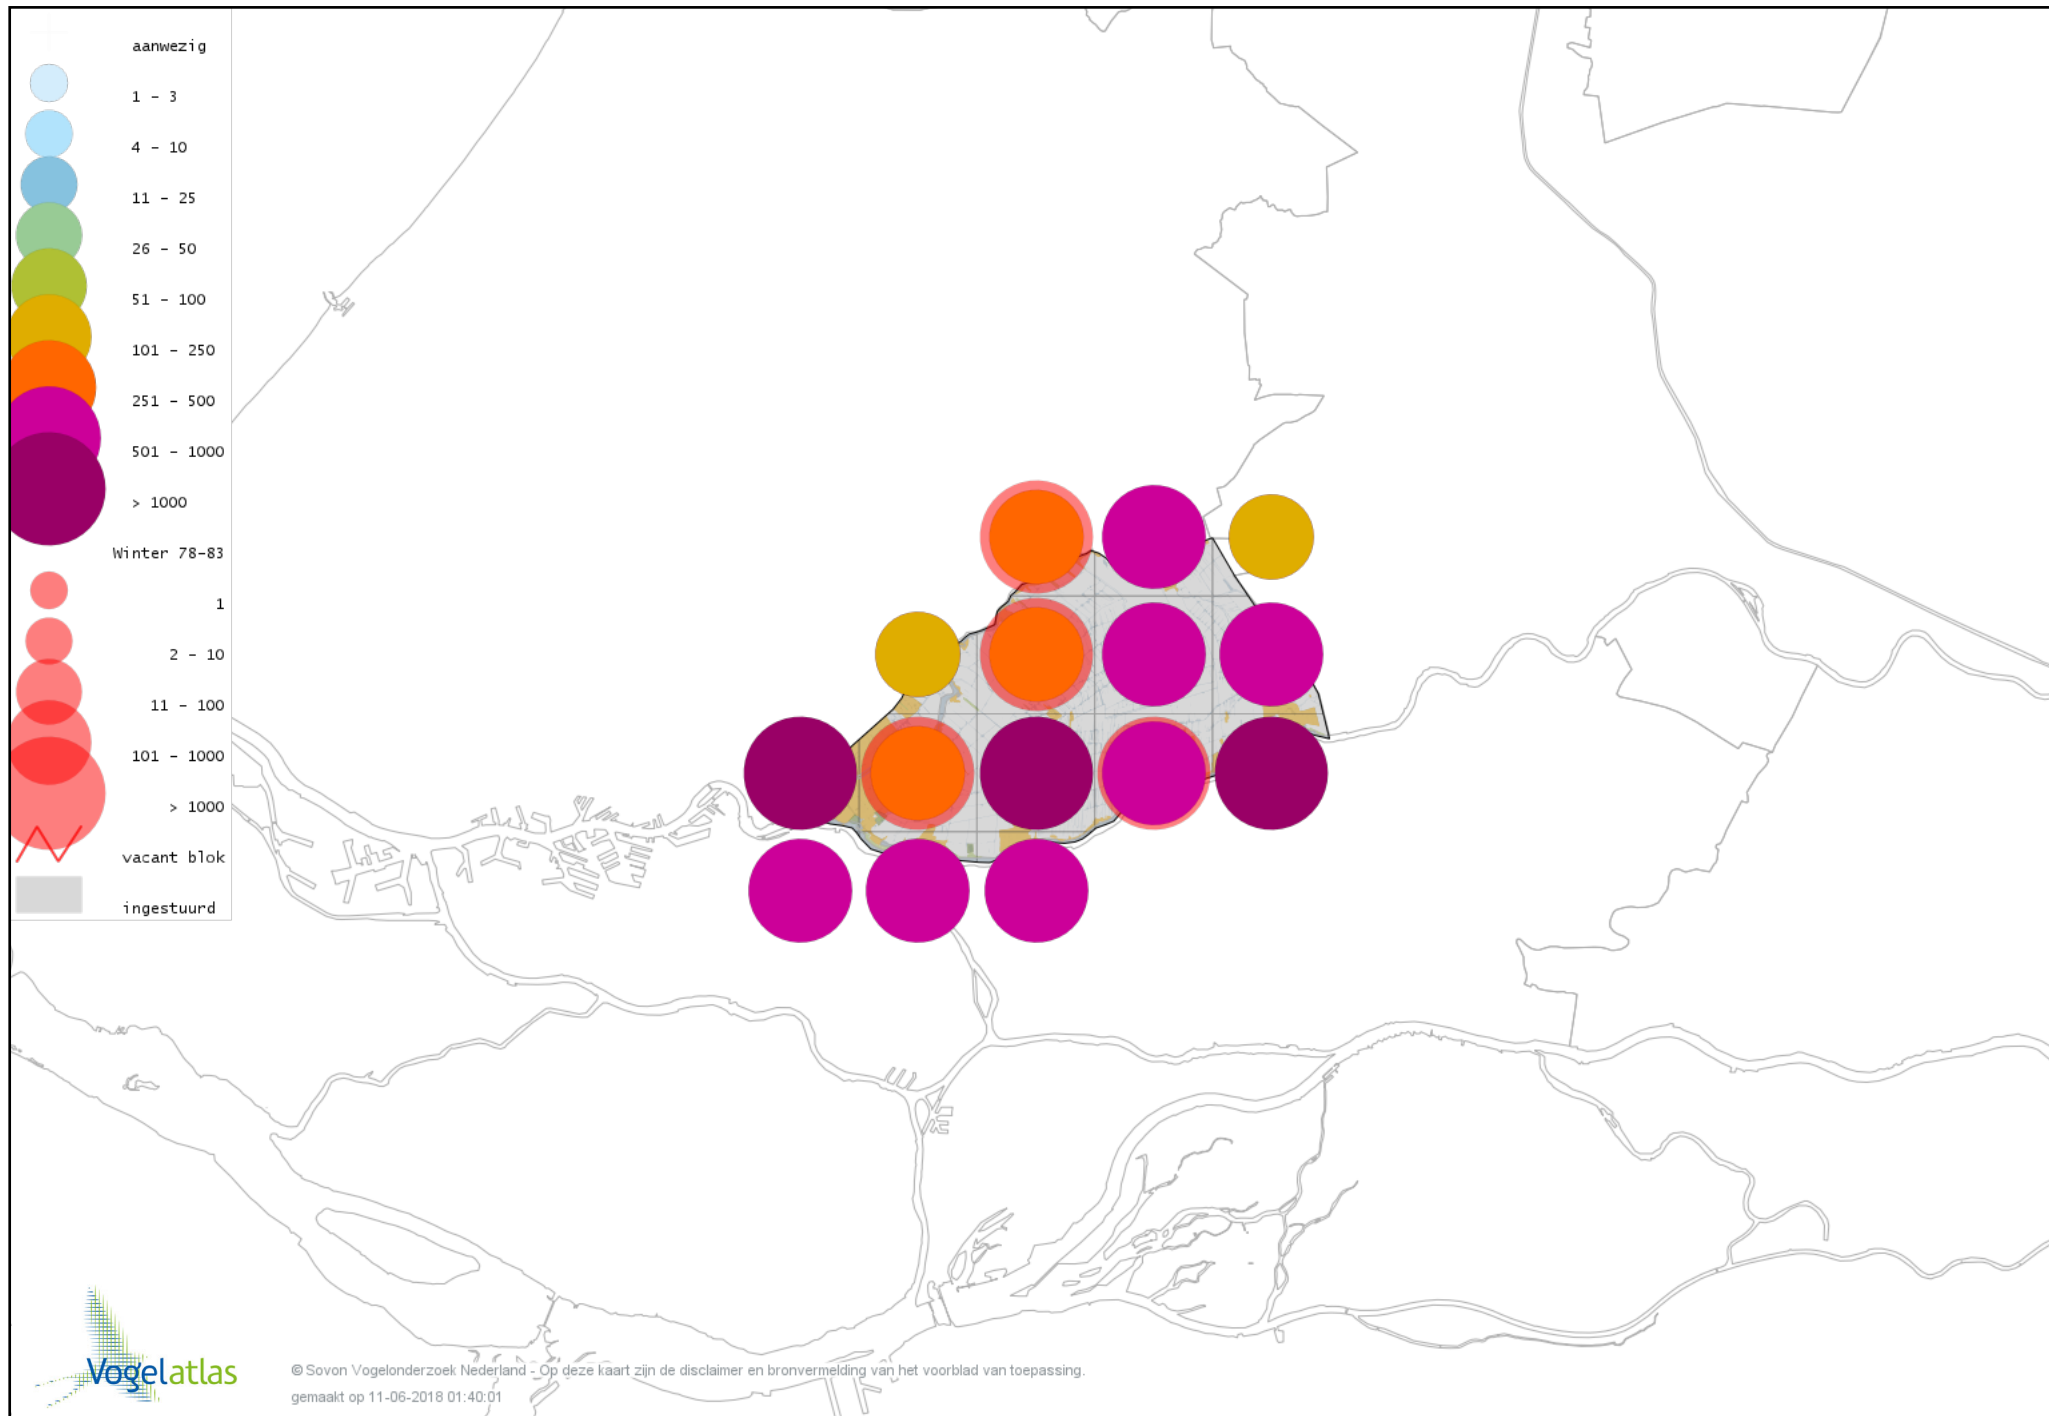 aanwezig
1 - 3
4 - 10
11 - 25
26 - 50
51 - 100
101 - 250
251 - 500
501 - 1000
> 1000
Winter 78-83
1
2 - 10
11 - 100
101 - 1000
> 1000
vacant blok
ingestuurd
Vogelatlas
© Sovon Vogelonderzoek Nederland - Op deze kaart zijn de disclaimer en bronvermelding van het voorblad van toepassing.
gemaakt op 11-06-2018 01:40:01